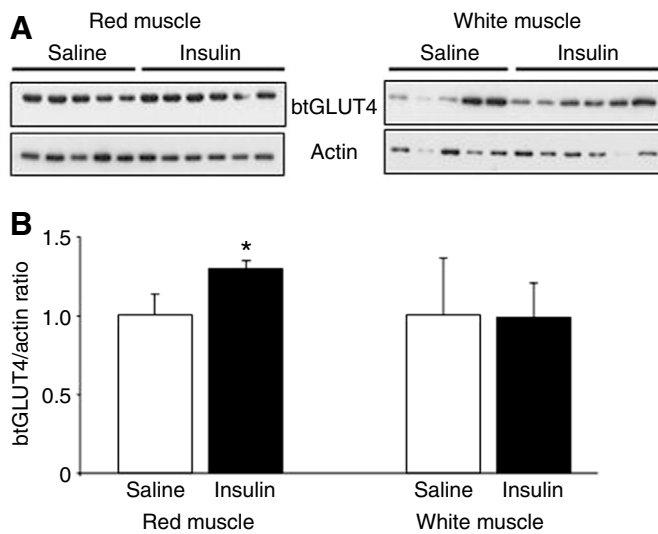 A
Red muscle
White muscle
Saline Insulin
Saline Insulin
btGLUT4
Actin
B
btGLUT4/actin ratio
1.5
1.0
0.5
0
*
Saline Insulin
Saline Insulin
Red muscle
White muscle